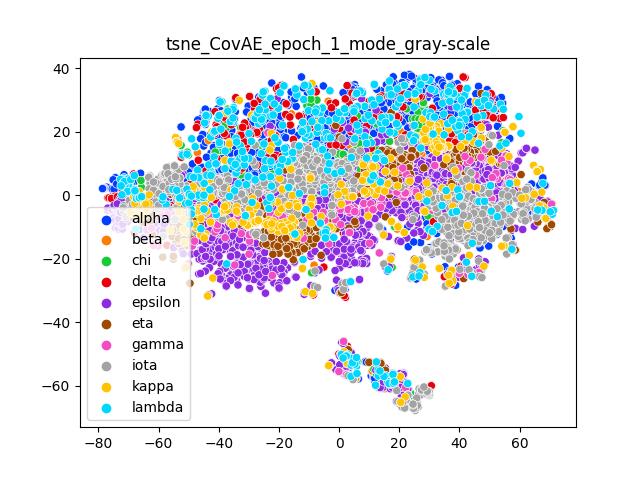 tsne_CovAE_epoch_1_mode_gray-scale
40
20
0
−20
−40
−60
alpha
beta
chi
delta
epsilon
eta
gamma
iota
kappa
lambda
−80 −60 −40 −20 0 20 40 60